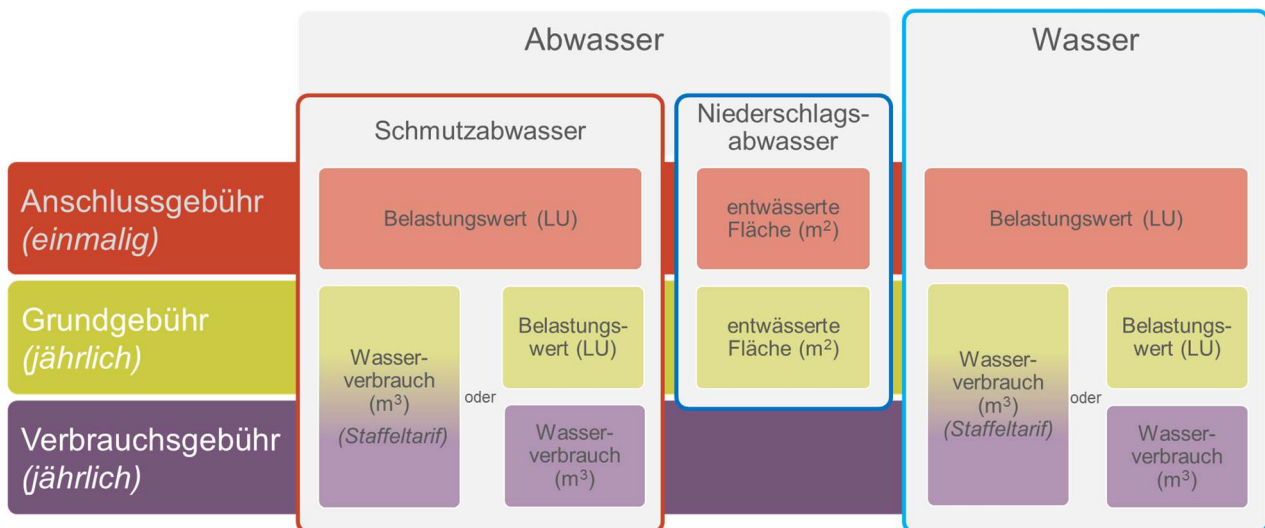 Abwasser
Wasser
Schmutzabwasser
Niederschlags-
abwasser
Anschlussgebühr
(einmalig)
Belastungswert (LU)
entwässerte
Fläche (m²)
Belastungswert (LU)
Grundgebühr
(jährlich)
Wasser-
verbrauch
(m³)
(Staffeltarif)
oder
Belastungs-
wert (LU)
entwässerte
Fläche (m²)
Wasser-
verbrauch
(m³)
(Staffeltarif)
oder
Belastungs-
wert (LU)
Verbrauchsgebühr
(jährlich)
Wasser-
verbrauch
(m³)
Wasser-
verbrauch
(m³)